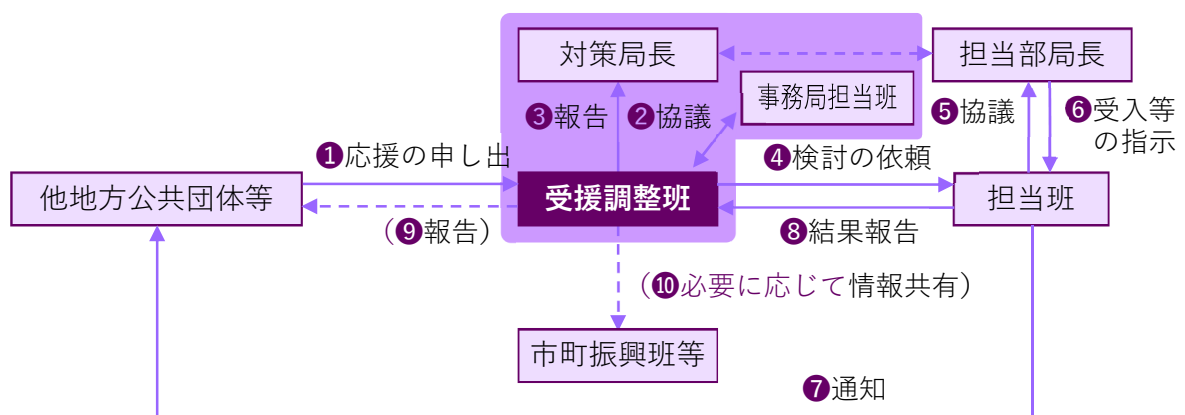 対策局長
担当部局長
事務局担当班
❸報告
❷協議
❺協議
❻受入等
の指示
❶応援の申し出
❹検討の依頼
他地方公共団体等
受援調整班
担当班
（❾報告）
❽結果報告
（❿必要に応じて情報共有）
市町振興班等
❼通知